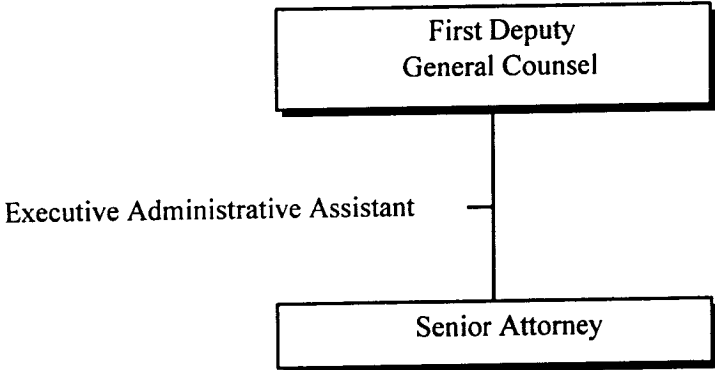 First Deputy
General Counsel
Executive Administrative Assistant
Senior Attorney